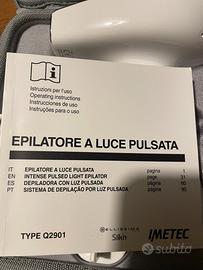 Istruzioni per l'uso
Operating instructions
Instrucciones de uso
Instruções para o uso
EPILATORE A LUCE PULSATA
IT EPILATORE A LUCE PULSATA pagina 1
EN INTENSE PULSED LIGHT EPILATOR page 31
ES DEPILADORA CON LUZ PULSADA página 60
PT SISTEMA DE DEPILAÇÃO POR LUZ PULSADA página 90
TYPE Q2901
BELLISSIMA
Silk'n
IMETEC
Subito